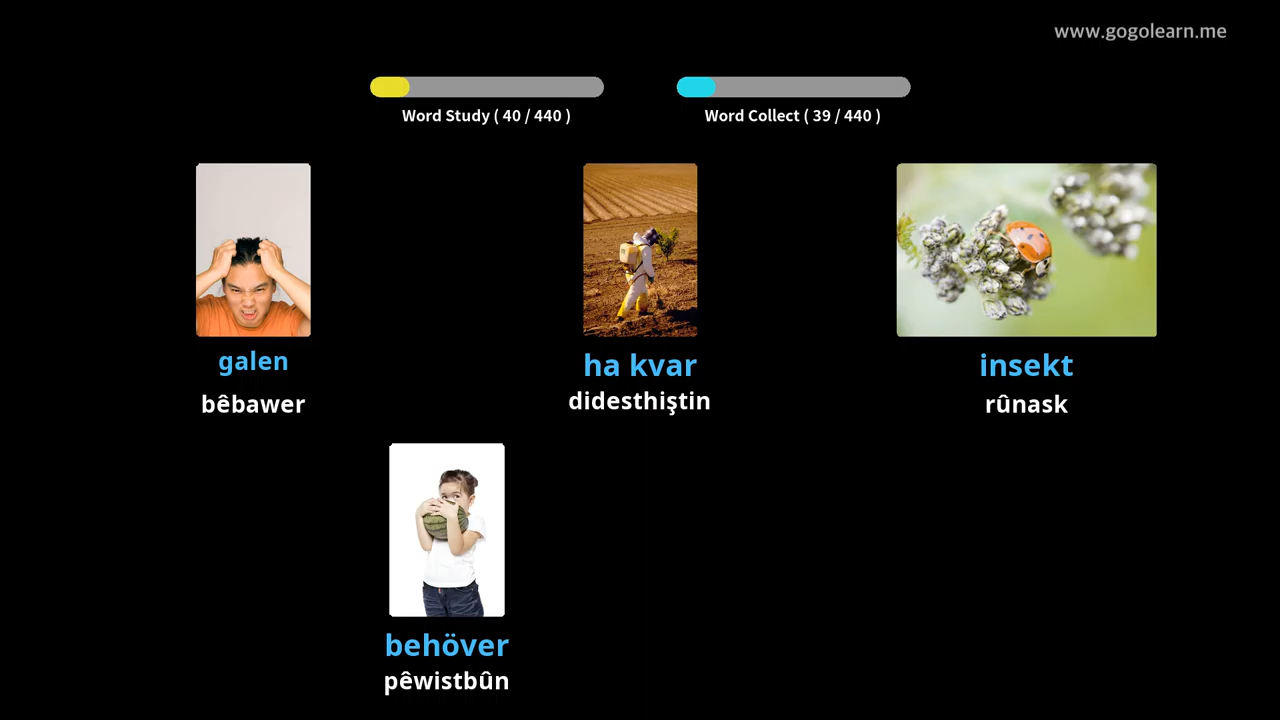 www.gogolearn.me
Word Study ( 40 / 440 )
Word Collect ( 39 / 440 )
galen
bêbawer
ha kvar
didesthiştin
insekt
rûnask
behöver
pêwistbûn